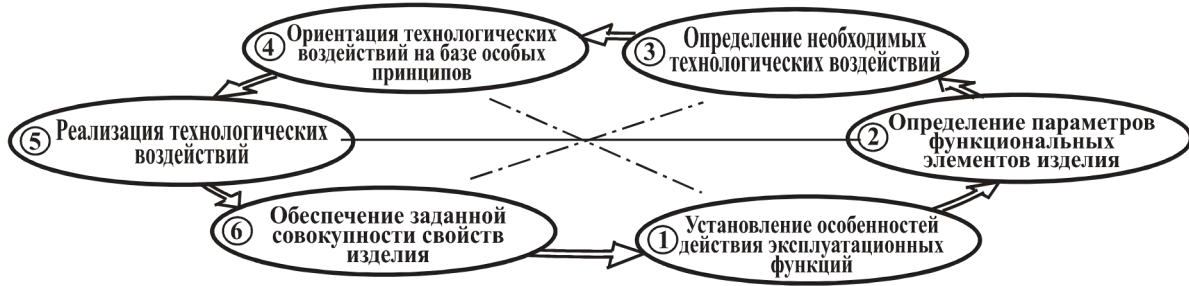 4 Ориентация технологических
воздействий на базе особых
принципов
3 Определение необходимых
технологических воздействий
5 Реализация технологических
воздействий
2 Определение параметров
функциональных
элементов изделия
6 Обеспечение заданной
совокупности свойств
изделия
1 Установление особенностей
действия эксплуатационных
функций